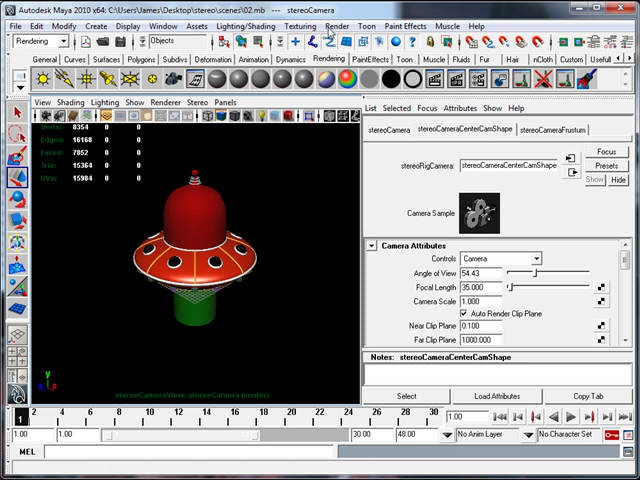 Autodesk Maya 2010 x64: C:\Users\James\Desktop\stereo\scenes\02.mb --- stereoCamera
File Edit Modify Create Display Window Assets Lighting/Shading Texturing Render Toon Paint Effects Muscle Help
Rendering Objects
General Curves Surfaces Polygons Subdivs Deformation Animation Dynamics Rendering PaintEffects Toon Muscle Fluids Fur Hair nCloth Custom Usefull
View Shading Lighting Show Renderer Stereo Panels
List Selected Focus Attributes Show Help
stereoCamera stereoCameraCenterCamShape stereoCameraFrustum
Verts: 8354 0 0
Edges: 16168 0 0
Faces: 7852 0 0
Tris: 15364 0 0
UVs: 15984 0 0
stereoRigCamera: stereoCameraCenterCamShape
Focus
Presets
Show Hide
Camera Sample
Camera Attributes
Controls Camera
Angle of View 54.43
Focal Length 35.000
Camera Scale 1.000
Auto Render Clip Plane
Near Clip Plane 0.100
Far Clip Plane 1000.000
Notes: stereoCameraCenterCamShape
y
z x
stereoCameraView: stereoCamera (center)
Select Load Attributes Copy Tab
1 2 4 6 8 10 12 14 16 18 20 22 24 26 28 30 1.00
1.00 1.00 30.00 48.00 No Anim Layer No Character Set
MEL